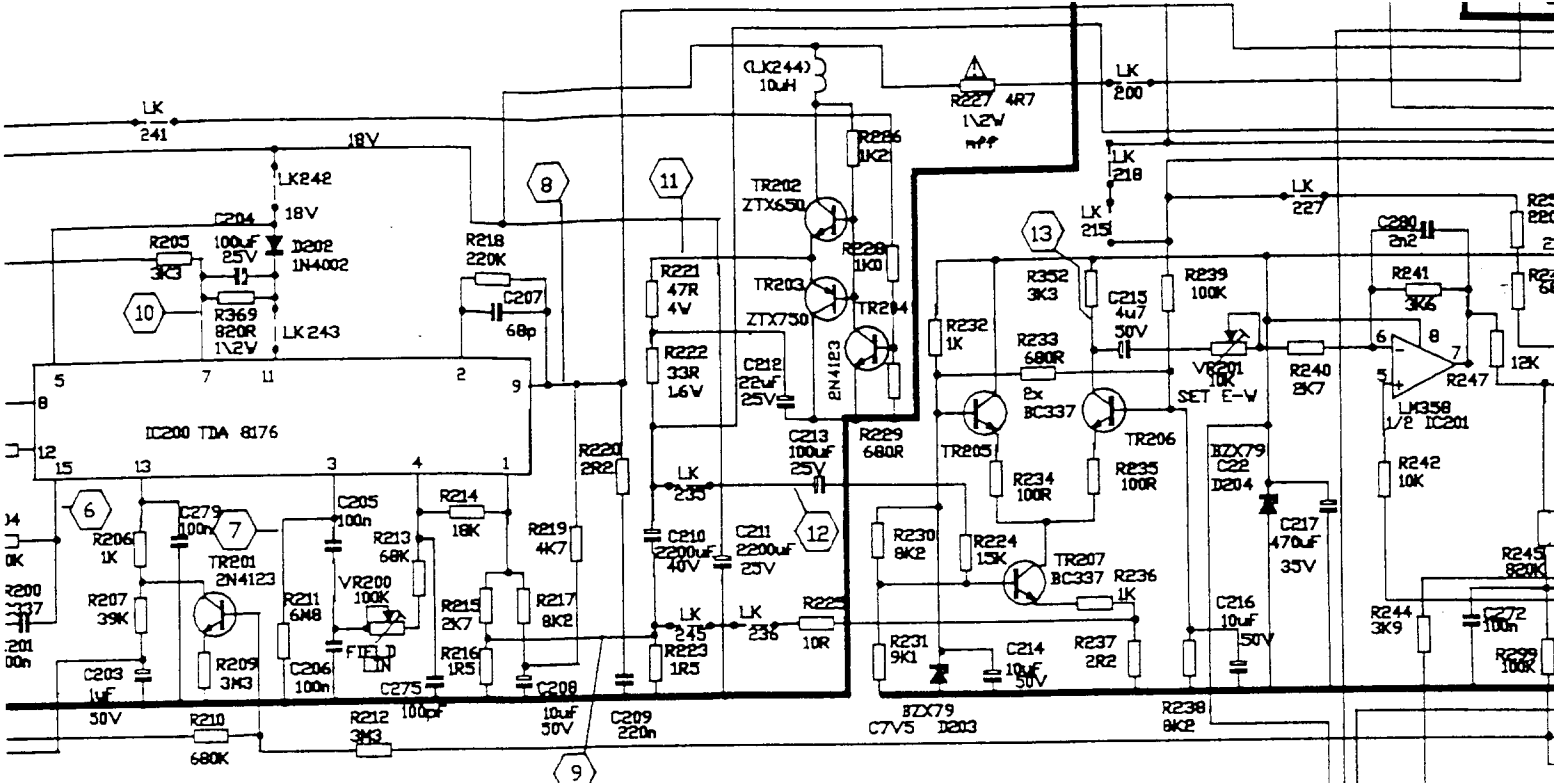 (LK244)
10uH
LK
200
R227 4R7
1\2W
mFP
LK
241
18V
R226
1K2
LK
218
LK242
8
11
TR202
ZTX650
LK
227
C204
100uF
25V
18V
LK
215
C280
2n2
R205
3K3
D202
1N4002
R218
220K
13
R228
1K0
R221
47R
4W
TR203
ZTX750
TR204
R352
3K3
R239
100K
R241
3K6
C207
68p
10
R369
820R
1\2W
LK243
C215
4u7
50V
R232
1K
R233
680R
R222
33R
1.6W
C212
22uF
25V
2N4123
VR201
10K
SET E-W
R240
2K7
6
8
7
5
R247
12K
5
7
11
2
9
2x
BC337
LM358
1/2 IC201
8
IC200 TDA 8176
12
15
13
3
4
1
R220
2R2
C213
100uF
25V
R229
680R
TR205
TR206
BZX79
C22
D204
LK
235
R234
100R
R235
100R
R242
10K
6
C279
100n
7
C205
100n
R214
18K
R213
68K
R219
4K7
C210
2200uF
40V
C211
2200uF
25V
12
R206
1K
TR201
2N4123
R230
8K2
R224
15K
TR207
BC337
C217
470uF
35V
R245
820K
VR200
100K
FIELD
LIN
R211
6M8
R207
39K
R215
2K7
R217
8K2
R236
1K
LK
245
LK
236
R225
10R
C216
10uF
50V
R244
3K9
C272
100n
R216
1R5
R223
1R5
R231
9K1
R237
2R2
R209
3M3
C206
100n
C203
1uF
50V
C214
10uF
50V
R299
100K
C275
100pF
C208
10uF
50V
C209
220n
BZX79
C7V5 D203
R238
8K2
R210
680K
R212
3M3
9